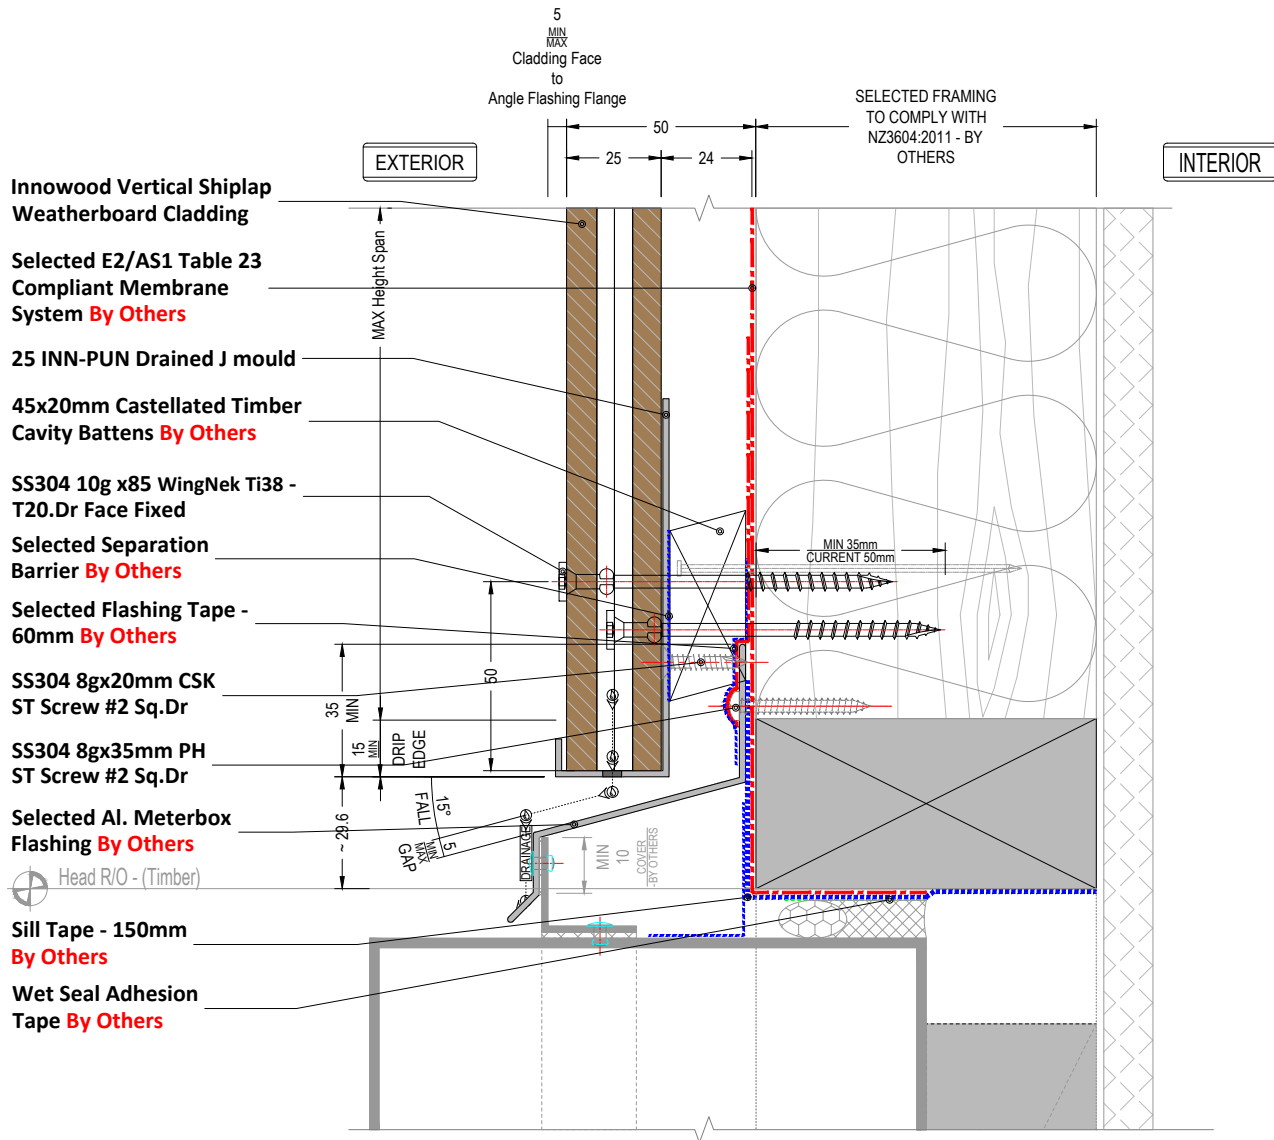 5
MIN
MAX
Cladding Face
to
Angle Flashing Flange
SELECTED FRAMING
TO COMPLY WITH
NZ3604:2011 - BY
OTHERS
50
25
24
EXTERIOR
INTERIOR
Innowood Vertical Shiplap
Weatherboard Cladding
Selected E2/AS1 Table 23
Compliant Membrane
System By Others
25 INN-PUN Drained J mould
45x20mm Castellated Timber
Cavity Battens By Others
SS304 10g x85 WingNek Ti38 -
T20.Dr Face Fixed
Selected Separation
Barrier By Others
Selected Flashing Tape -
60mm By Others
SS304 8gx20mm CSK
ST Screw #2 Sq.Dr
SS304 8gx35mm PH
ST Screw #2 Sq.Dr
Selected Al. Meterbox
Flashing By Others
Head R/O - (Timber)
Sill Tape - 150mm
By Others
Wet Seal Adhesion
Tape By Others
MAX Height Span
MIN 35mm
CURRENT 50mm
50
35
MIN
15
MIN
DRIP
EDGE
~ 29.6
15°
FALL
5
MIN
MAX
GAP
DRAINAGE
MIN
10
COVER
-BY OTHERS